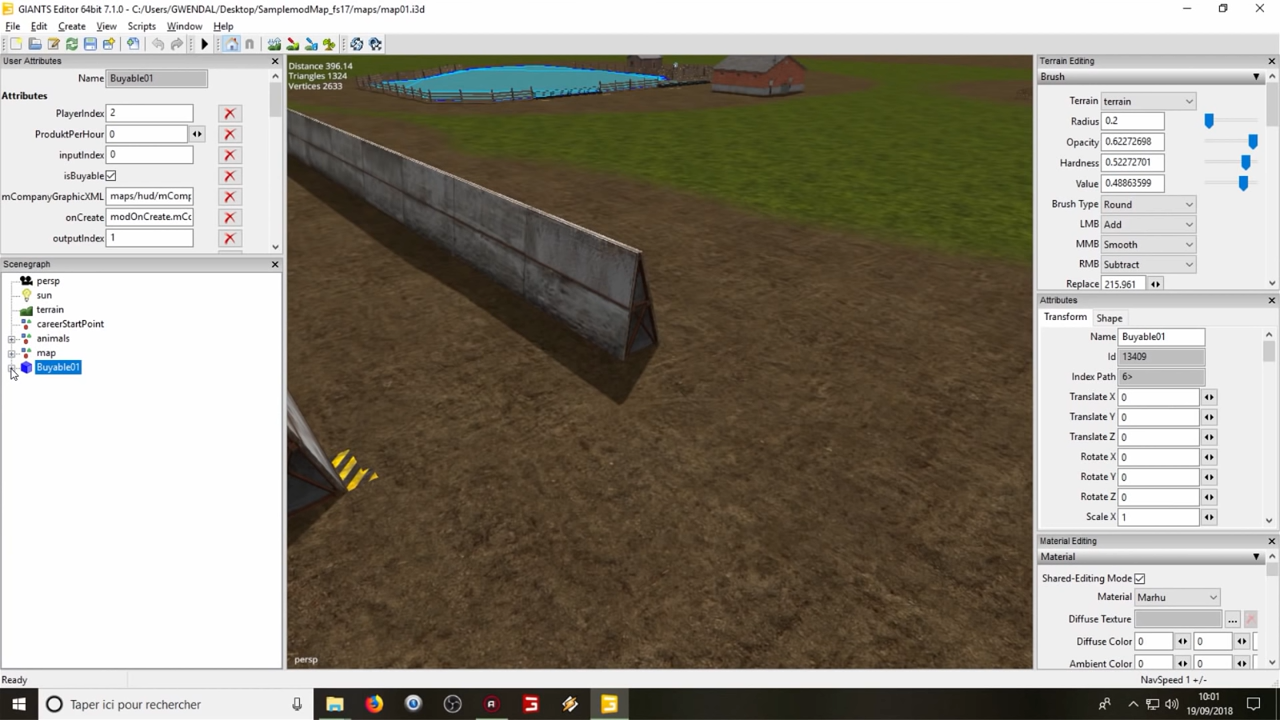 GIANTS Editor 64bit 7.1.0 - C:/Users/GWENDAL/Desktop/SamplemodMap_fs17/maps/map01.i3d
File Edit Create View Scripts Window Help
User Attributes
Name Buyable01
Attributes
PlayerIndex 2
ProduktPerHour 0
inputIndex 0
isBuyable
mCompanyGraphicXML maps/hud/mComp
onCreate modOnCreate.mCc
outputIndex 1
Scenegraph
persp
sun
terrain
careerStartPoint
animals
map
Buyable01
Distance 396.14
Triangles 1324
Vertices 2633
persp
Terrain Editing
Brush
Terrain terrain
Radius 0.2
Opacity 0.62272698
Hardness 0.52272701
Value 0.48863599
Brush Type Round
LMB Add
MMB Smooth
RMB Subtract
Replace 215.961
Attributes
Transform Shape
Name Buyable01
Id 13409
Index Path 6>
Translate X 0
Translate Y 0
Translate Z 0
Rotate X 0
Rotate Y 0
Rotate Z 0
Scale X 1
Material Editing
Material
Shared-Editing Mode
Material Marhu
Diffuse Texture ...
Diffuse Color 0 0
Ambient Color 0 0
Ready
NavSpeed 1 +/-
Taper ici pour rechercher
10:01
19/09/2018